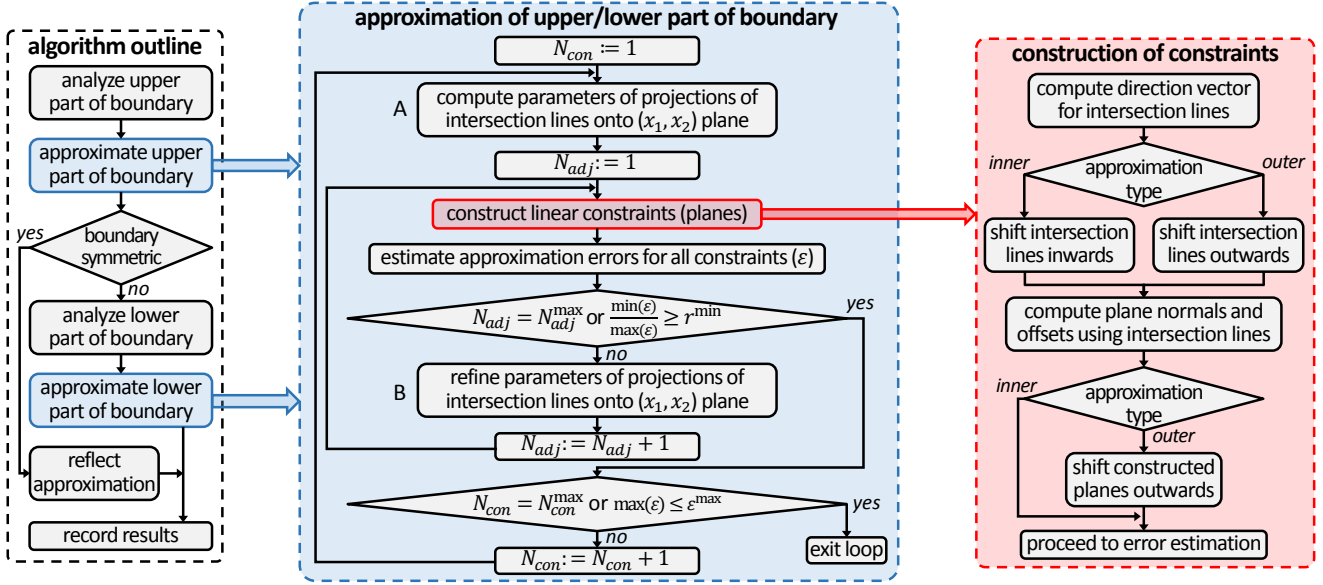 algorithm outline
analyze upper
part of boundary
approximate upper
part of boundary
yes
boundary
symmetric
no
analyze lower
part of boundary
approximate lower
part of boundary
reflect
approximation
record results
approximation of upper/lower part of boundary
N_con := 1
A
compute parameters of projections of
intersection lines onto (x₁, x₂) plane
N_adj := 1
construct linear constraints (planes)
estimate approximation errors for all constraints (ε)
N_adj = N_adj^max or min(ε)/max(ε) ≥ r^min
yes
no
B
refine parameters of projections of
intersection lines onto (x₁, x₂) plane
N_adj := N_adj + 1
N_con = N_con^max or max(ε) ≤ ε^max
yes
no
exit loop
N_con := N_con + 1
construction of constraints
compute direction vector
for intersection lines
inner
outer
approximation
type
shift intersection
lines inwards
shift intersection
lines outwards
compute plane normals and
offsets using intersection lines
inner
approximation
type
outer
shift constructed
planes outwards
proceed to error estimation